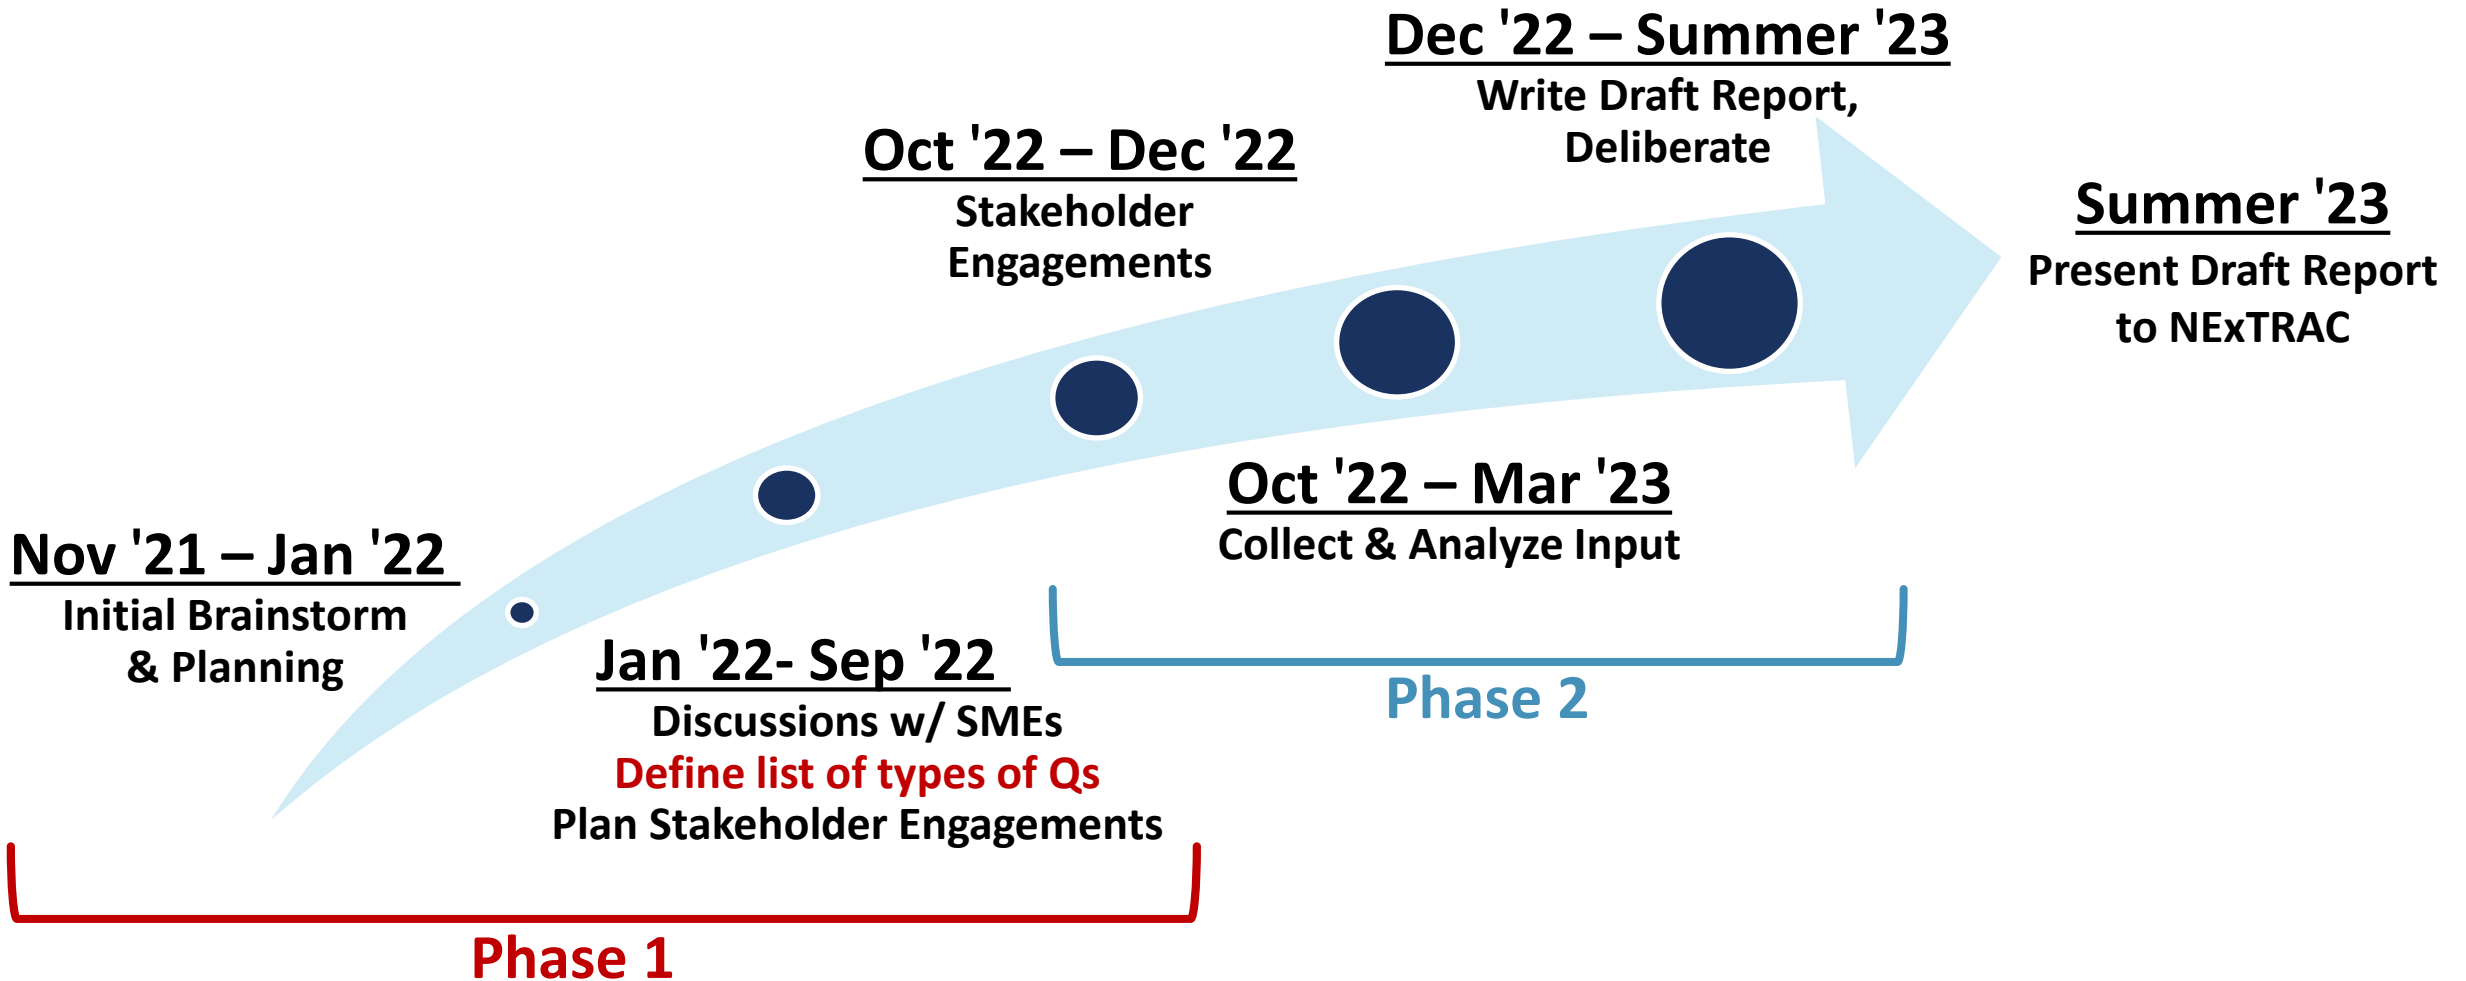 Nov '21 – Jan '22
Initial Brainstorm
& Planning
Jan '22- Sep '22
Discussions w/ SMEs
Define list of types of Qs
Plan Stakeholder Engagements
Phase 1
Oct '22 – Dec '22
Stakeholder
Engagements
Oct '22 – Mar '23
Collect & Analyze Input
Dec '22 – Summer '23
Write Draft Report,
Deliberate
Phase 2
Summer '23
Present Draft Report
to NExTRAC